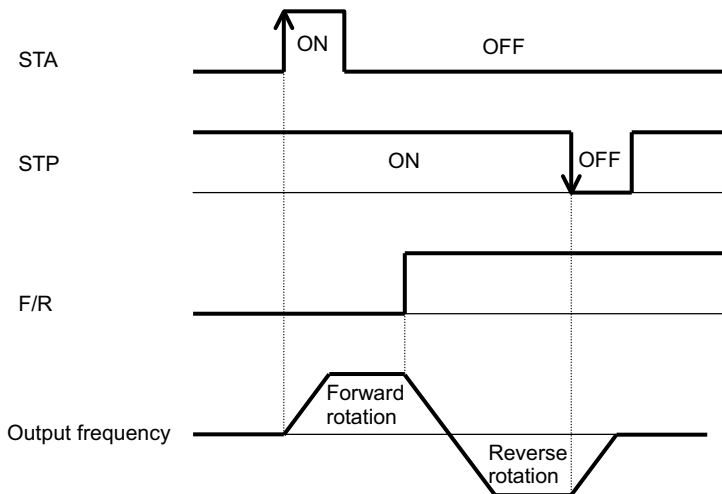 STA
ON
OFF
STP
ON
OFF
F/R
Output frequency
Forward
rotation
Reverse
rotation